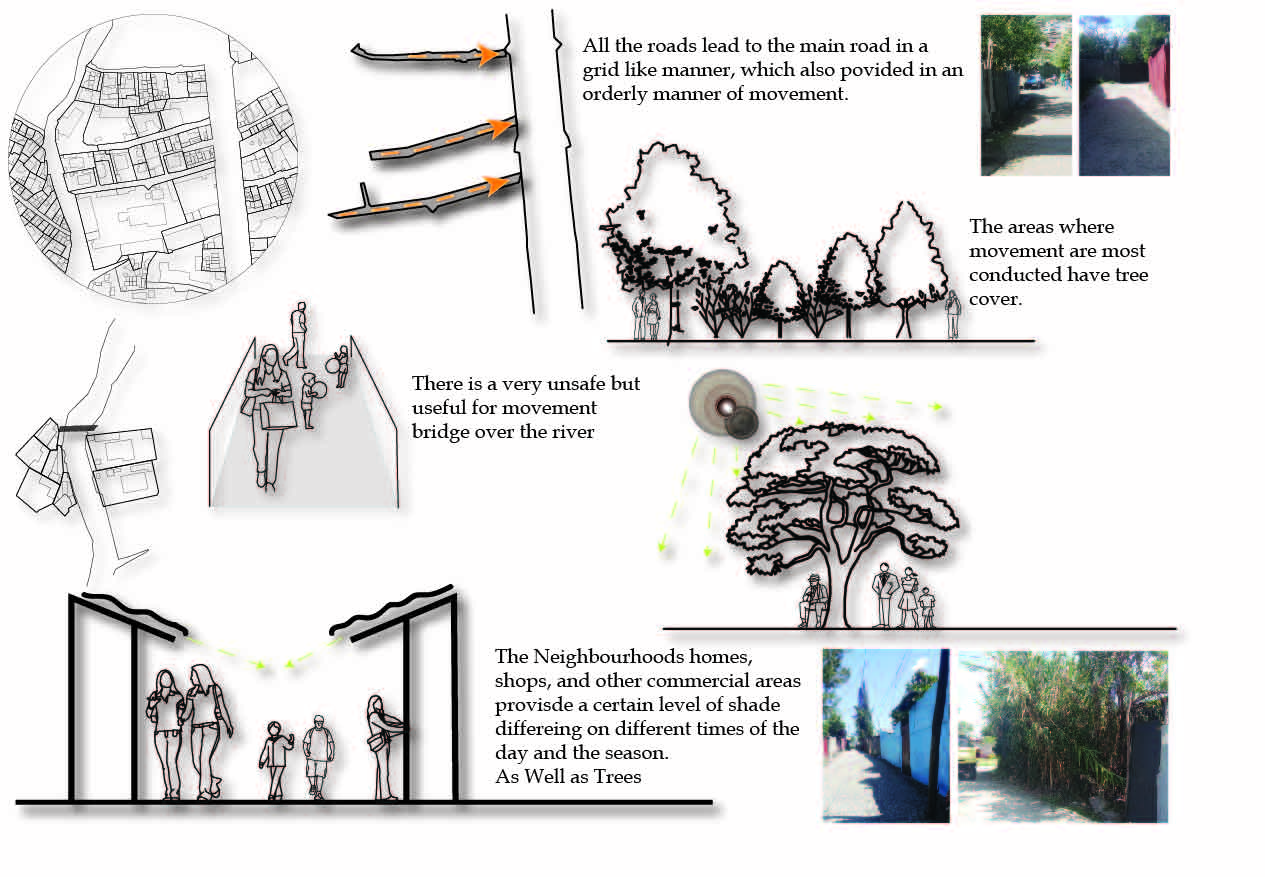 All the roads lead to the main road in a
grid like manner, which also povided in an
orderly manner of movement.
The areas where
movement are most
conducted have tree
cover.
There is a very unsafe but
useful for movement
bridge over the river
The Neighbourhoods homes,
shops, and other commercial areas
provisde a certain level of shade
differeing on different times of the
day and the season.
As Well as Trees